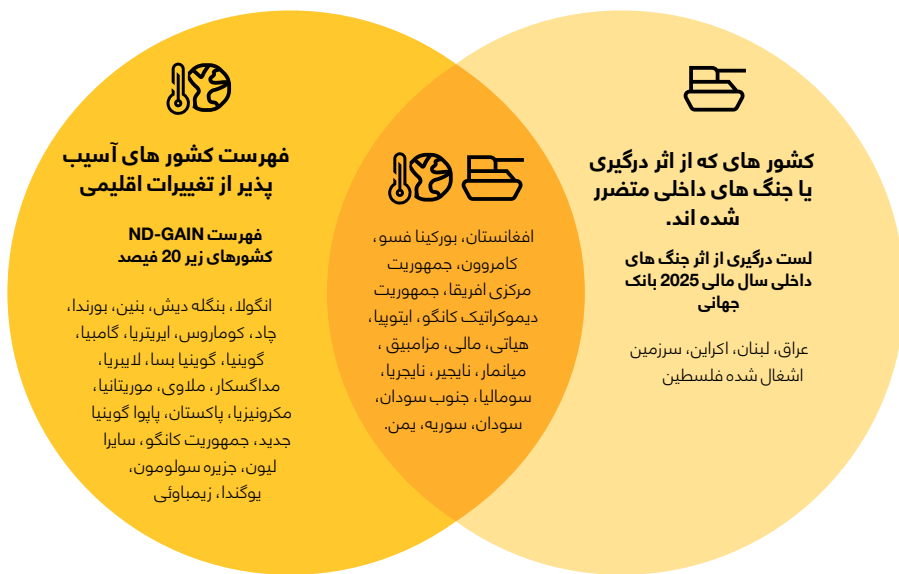 کشور های که از اثر درگیری
یا جنگ های داخلی متضرر
شده اند.
لست درگیری از اثر جنگ های
داخلی سال مالی 2025 بانک
جهانی
عراق، لبنان، اکراین، سرزمین
اشغال شده فلسطین
افغانستان، بورکینا فسو،
کامروون، جمهوریت
مرکزی افریقا، جمهوریت
دیموکراتیک کانگو، ایتوپیا،
هیاتی، مالی، مزامبیق ،
میانمار، نایجیر، نایجریا،
سومالیا، جنوب سودان،
سودان، سوریه، یمن.
فهرست کشور های آسیب
پذیر از تغییرات اقلیمی
فهرست ND-GAIN
کشورهای زیر 20 فیصد
انگولا، بنگله دیش، بنین، بورندا،
چاد، کوماروس، ایریتریا، گامبیا،
گوینیا، گوینیا بسا، لایبریا،
مداگسکار، ملاوی، موریتانیا،
مکرونیزیا، پاکستان، پاپوا گوینیا
جدید، جمهوریت کانگو، سایرا
لیون، جزیره سولومون،
یوگندا، زیمباوئی